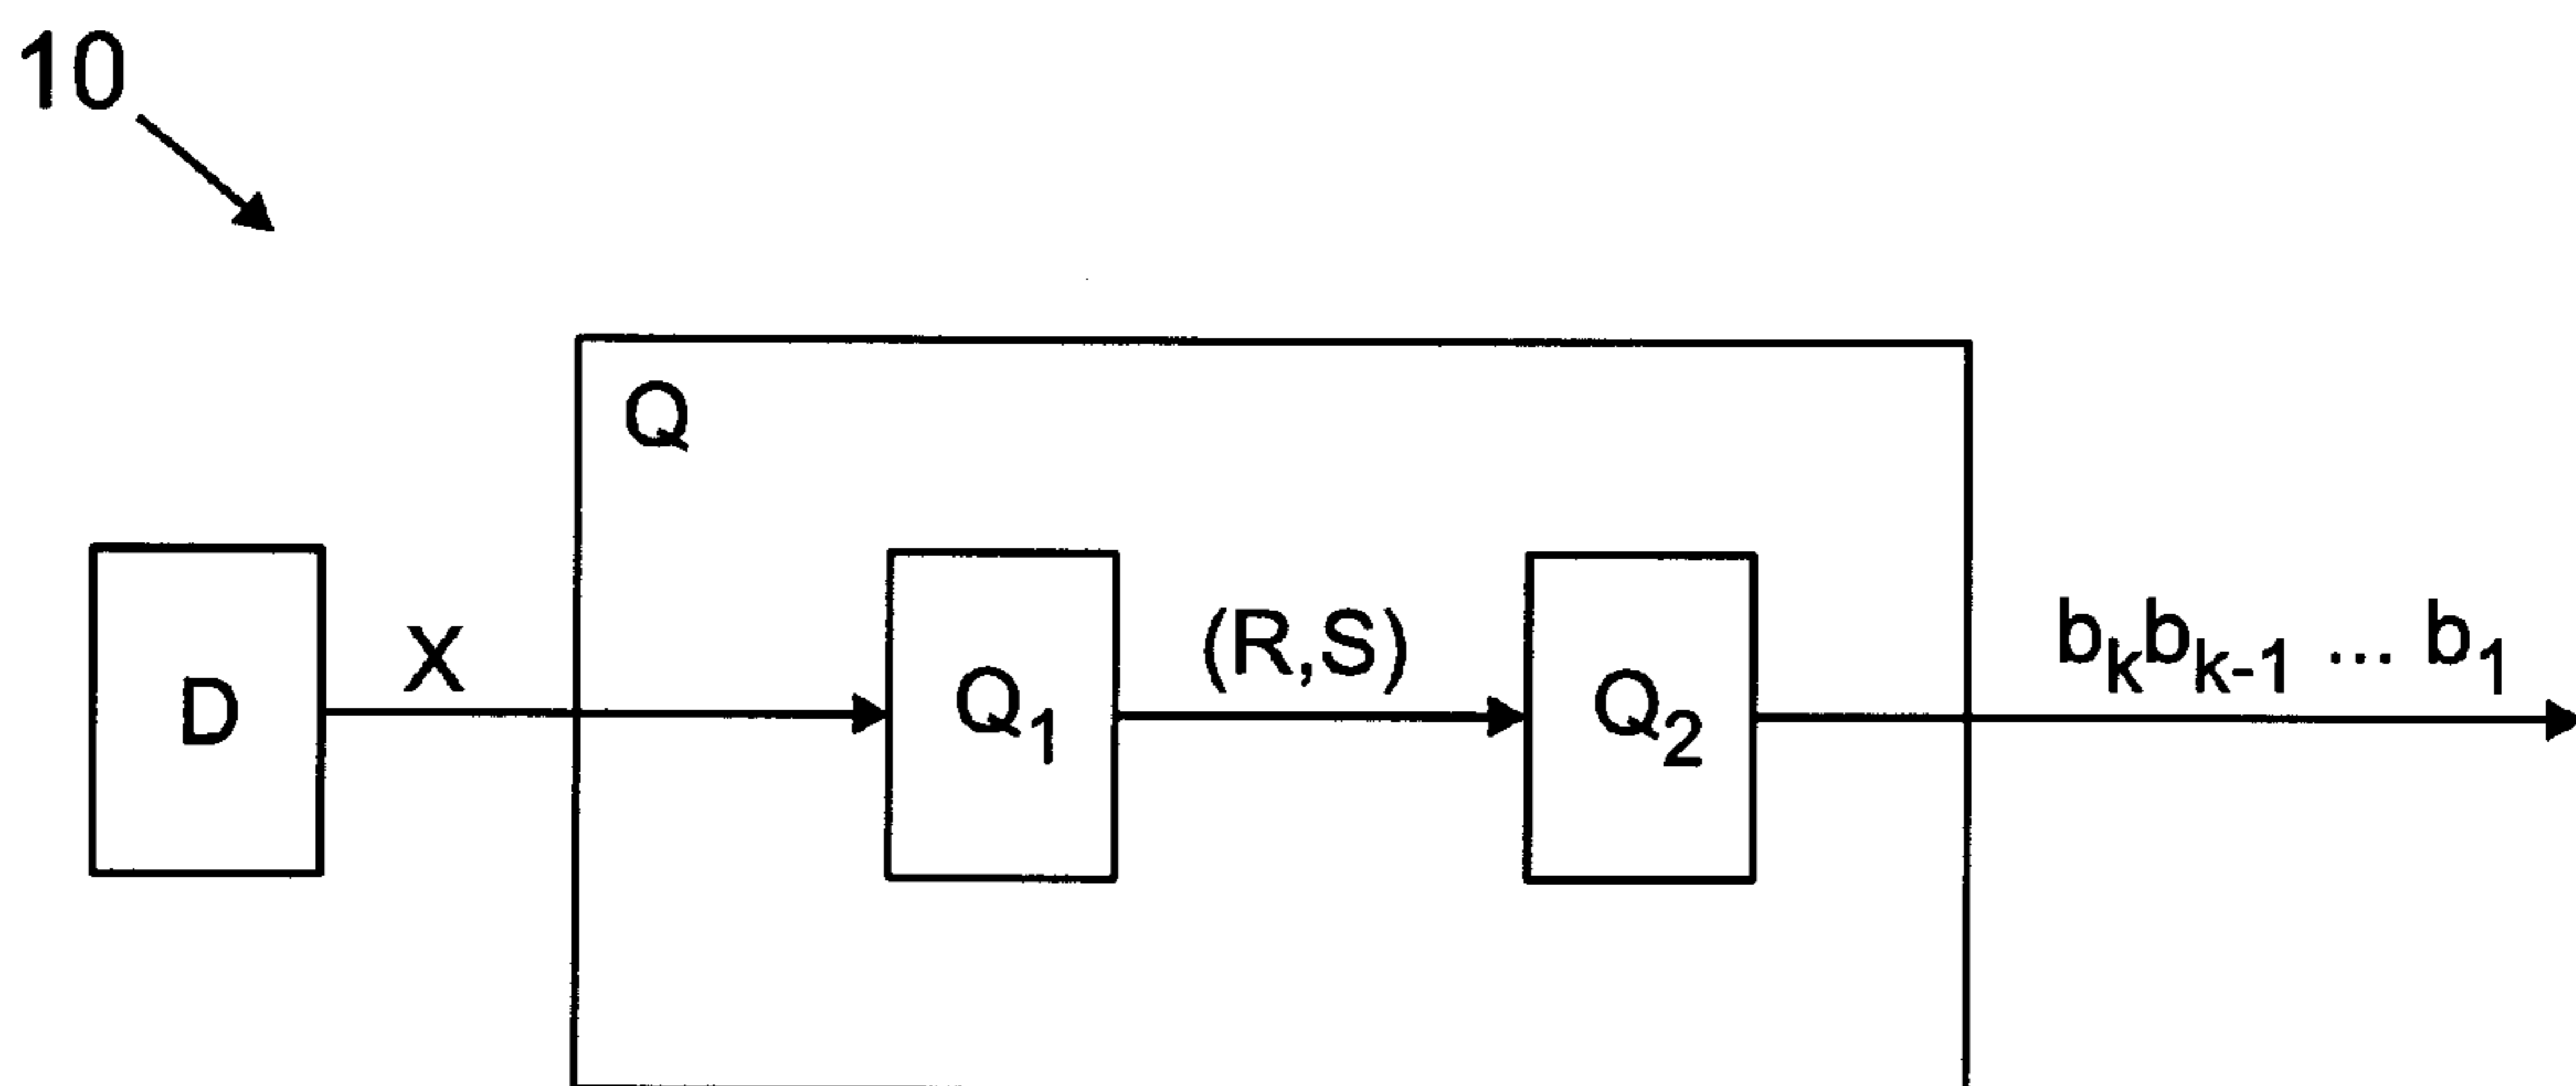 10
Q
D
X
Q₁
(R,S)
Q₂
bₖbₖ₋₁ ... b₁